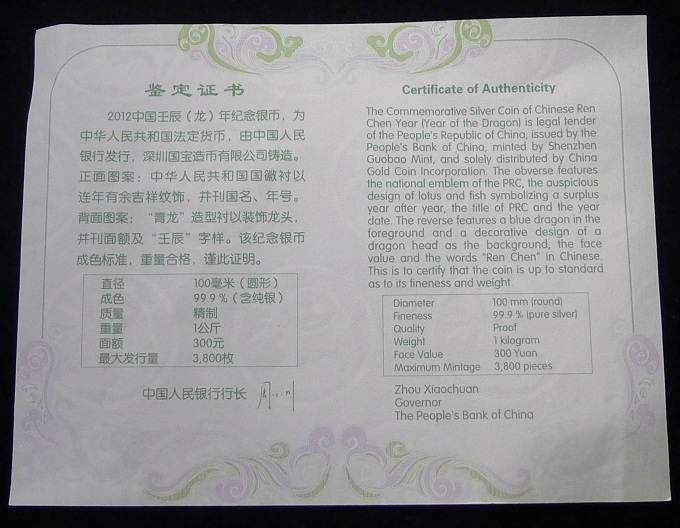 鉴定证书
2012中国壬辰（龙）年纪念银币，为
中华人民共和国法定货币，由中国人民
银行发行，深圳国宝造币有限公司铸造。
正面图案：中华人民共和国国徽衬以
连年有余吉祥纹饰，并刊国名、年号。
背面图案：“青龙”造型衬以装饰龙头，
并刊面额及“壬辰”字样。该纪念银币
成色标准，重量合格，谨此证明。
直径 100毫米（圆形）
成色 99.9％（含纯银）
质量 精制
重量 1公斤
面额 300元
最大发行量 3,800枚
中国人民银行行长
Certificate of Authenticity
The Commemorative Silver Coin of Chinese Ren
Chen Year (Year of the Dragon) is legal tender
of the People's Republic of China, issued by the
People's Bank of China, minted by Shenzhen
Guobao Mint, and solely distributed by China
Gold Coin Incorporation. The obverse features
the national emblem of the PRC, the auspicious
design of lotus and fish symbolizing a surplus
year after year, the title of PRC and the year
date. The reverse features a blue dragon in the
foreground and a decorative design of a
dragon head as the background, the face
value and the words "Ren Chen" in Chinese.
This is to certify that the coin is up to standard
as to its fineness and weight.
Diameter 100 mm (round)
Fineness 99.9 % (pure silver)
Quality Proof
Weight 1 kilogram
Face Value 300 Yuan
Maximum Mintage 3,800 pieces
Zhou Xiaochuan
Governor
The People's Bank of China